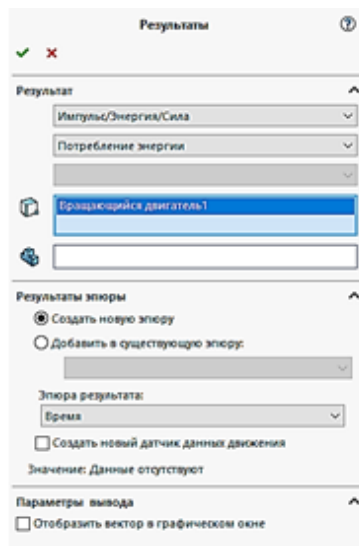 Результаты
Результат
Импульс/Энергия/Сила
Потребление энергии
Вращающийся двигатель1
Результаты эпюры
Создать новую эпюру
Добавить в существующую эпюру:
Эпюра результата:
Время
Создать новый датчик данных движения
Значение: Данные отсутствуют
Параметры вывода
Отобразить вектор в графическом окне